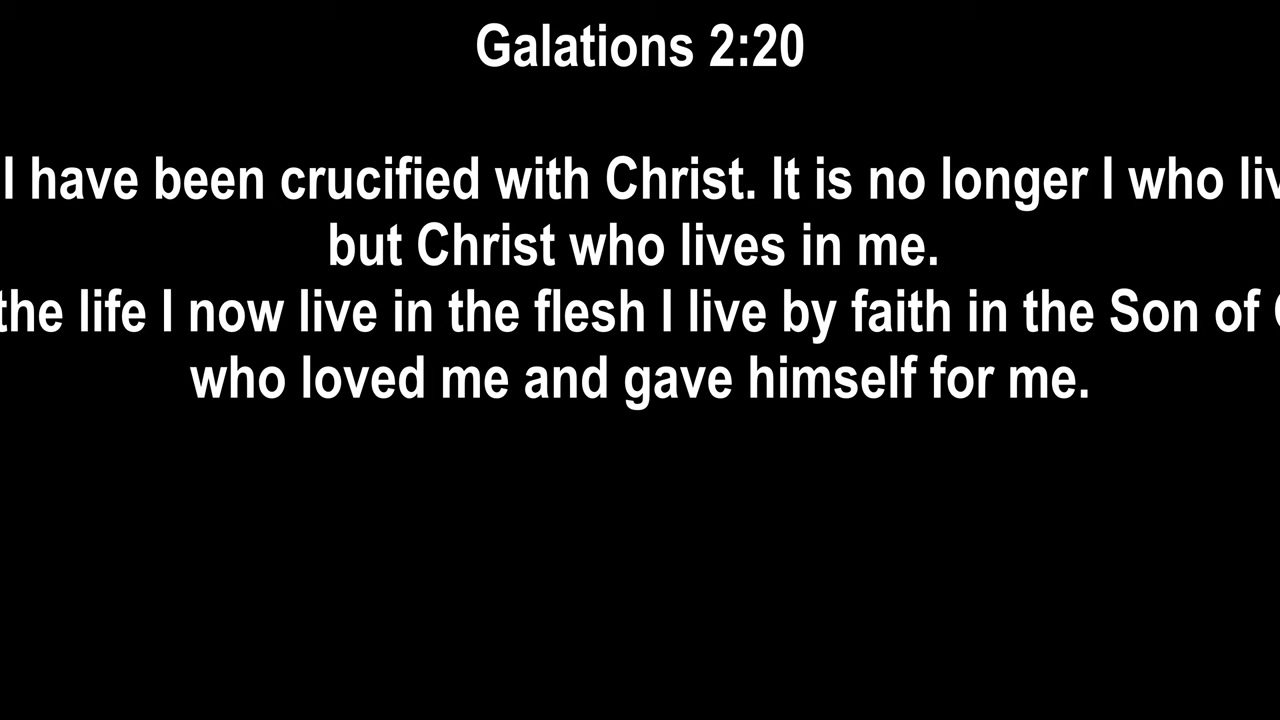 Galations 2:20
I have been crucified with Christ. It is no longer I who
but Christ who lives in me.
the life I now live in the flesh I live by faith in the Son of
who loved me and gave himself for me.